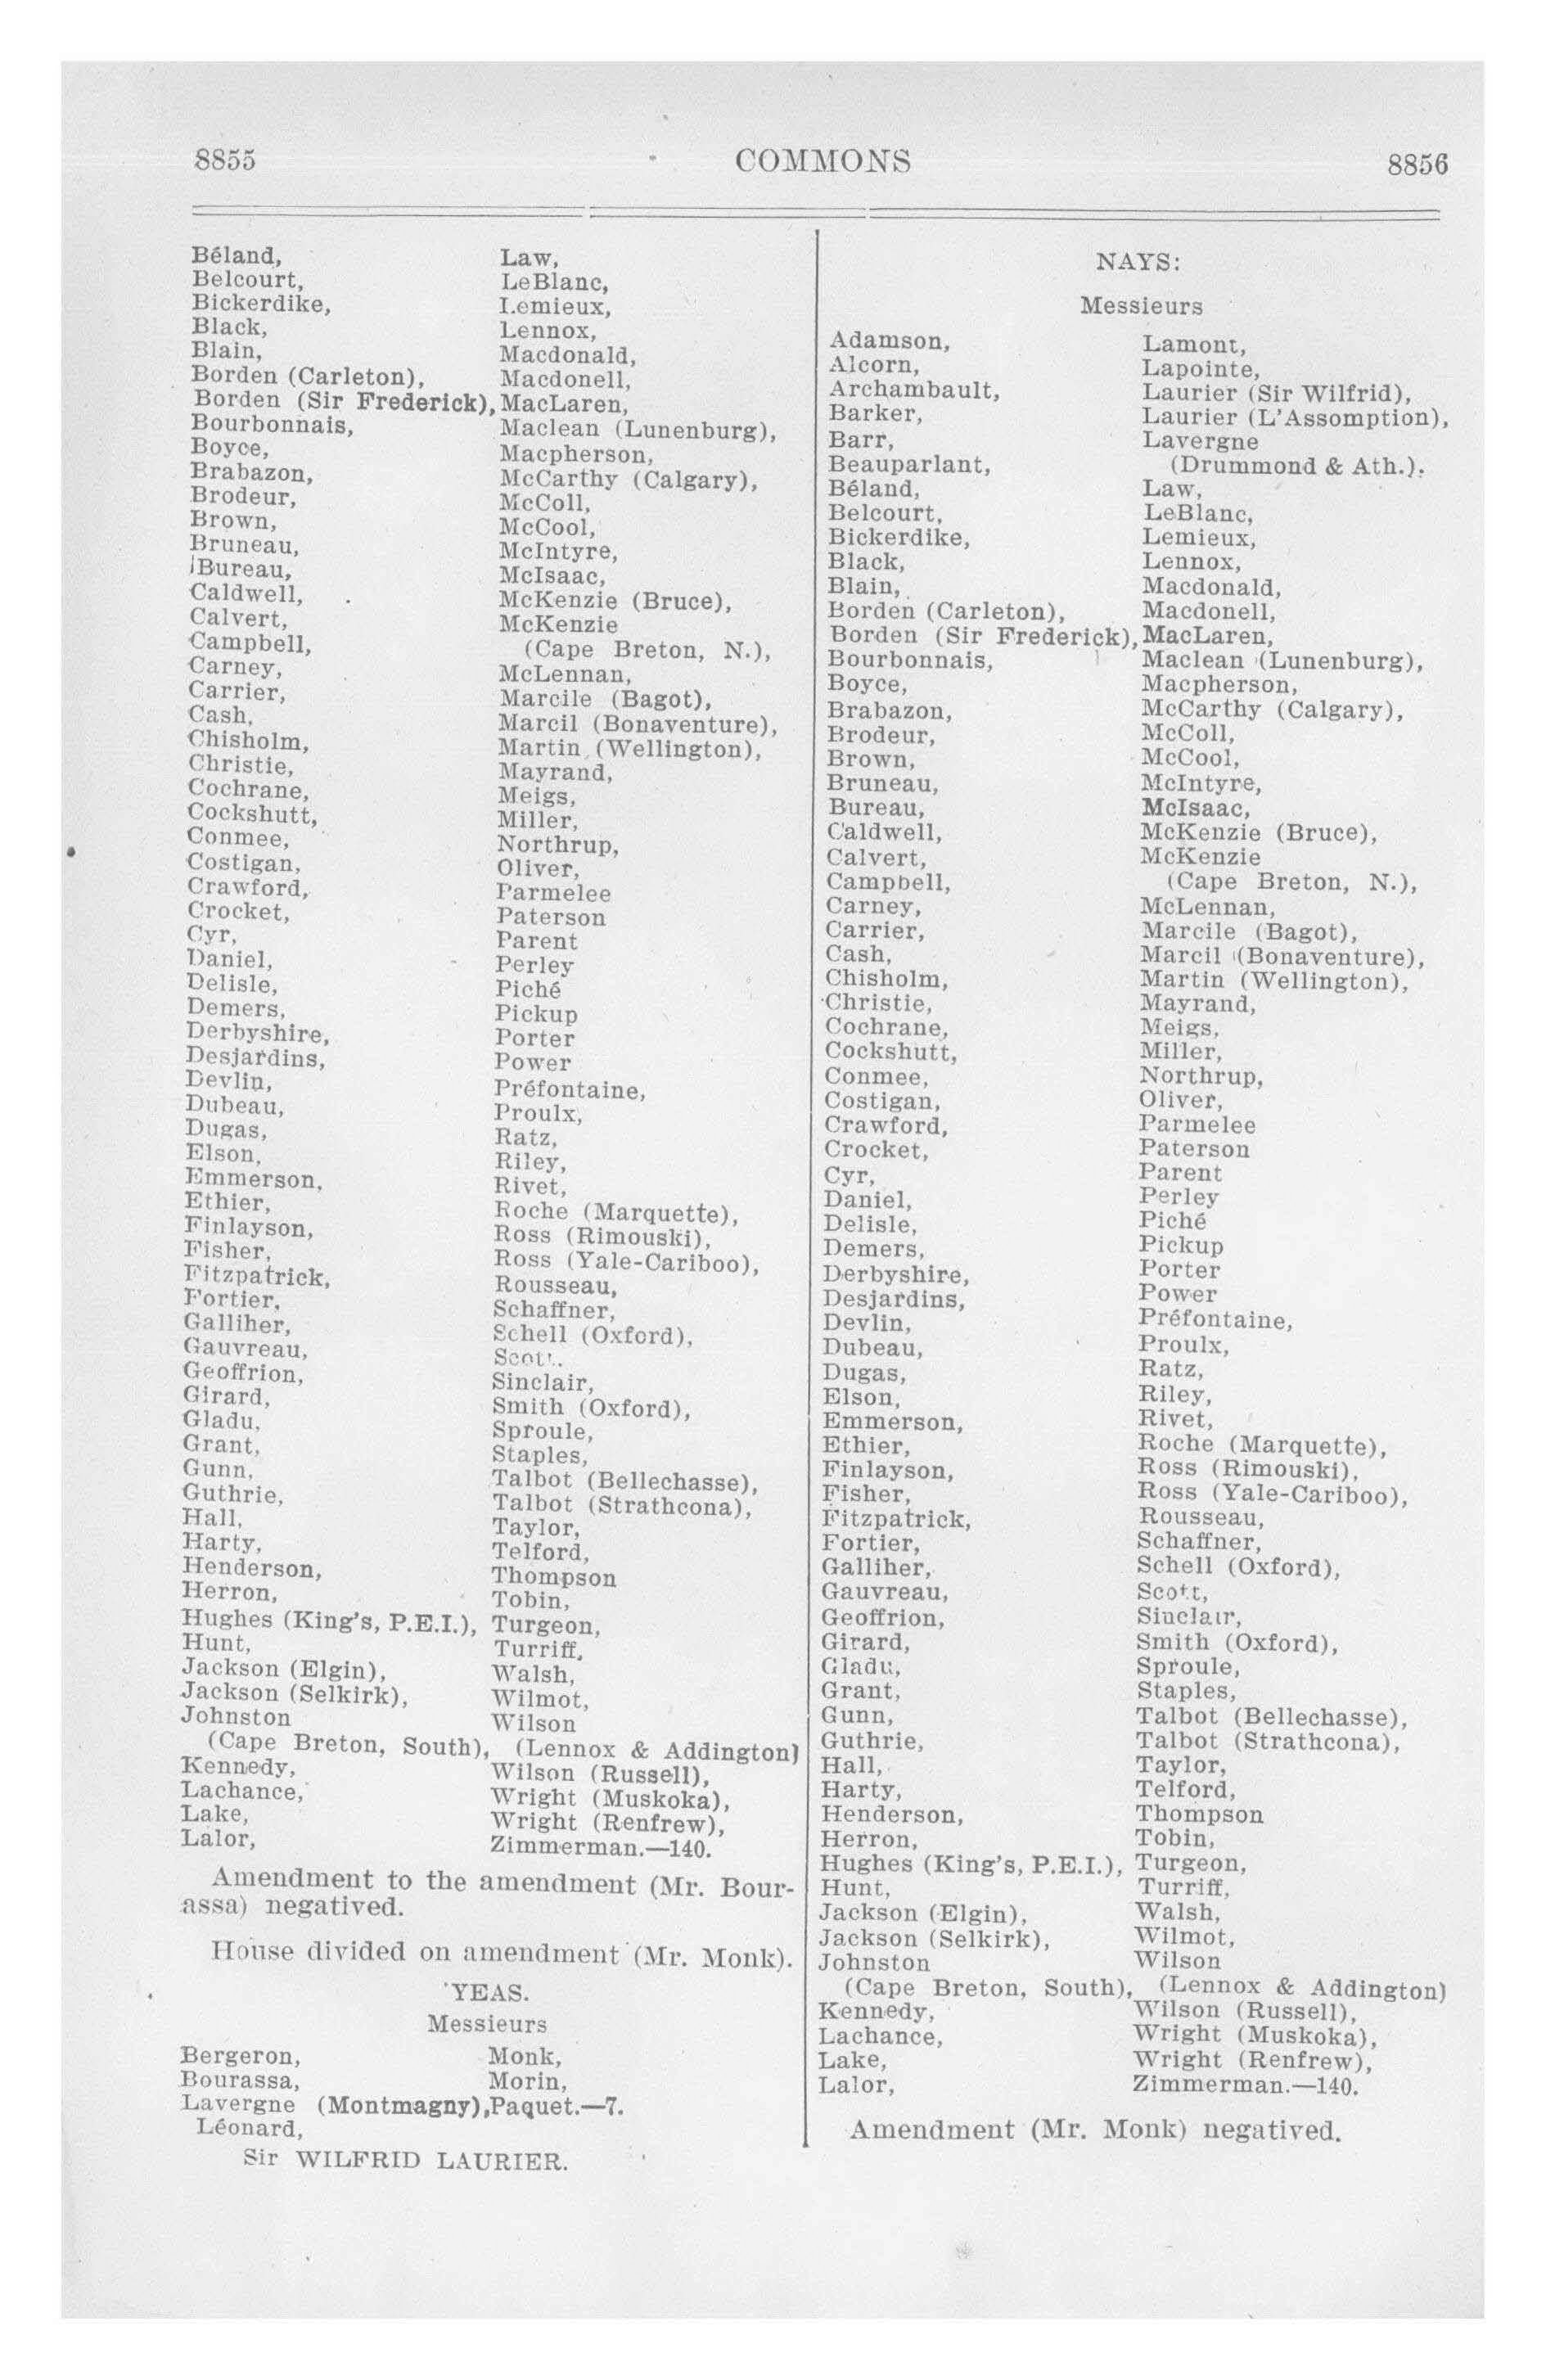 8855 COMMONS 8856
Béland,
Belcourt,
Bickerdike,
Black,
Blain,
Borden (Carleton),
Borden (Sir Frederick),
Bourbonnais,
Boyce,
Brabazon,
Brodeur,
Brown,
Bruneau,
Bureau,
Caldwell,
Calvert,
Campbell,
Carney,
Carrier,
Cash,
Chisholm,
Christie,
Cochrane,
Cockshutt,
Conmee,
Costigan,
Crawford,
Crocket,
Cyr,
Daniel,
Delisle,
Demers,
Derbyshire,
Desjardins,
Devlin,
Dubeau,
Dugas,
Elson,
Emmerson,
Ethier,
Finlayson,
Fisher,
Fitzpatrick,
Fortier,
Galliher,
Gauvreau,
Geoffrion,
Girard,
Gladu,
Grant,
Gunn,
Guthrie,
Hall,
Harty,
Henderson,
Herron,
Hughes (King's, P.E.I.),
Hunt,
Jackson (Elgin),
Jackson (Selkirk),
Johnston
(Cape Breton, South),
Kennedy,
Lachance,
Lake,
Lalor,
Law,
LeBlanc,
Lemieux,
Lennox,
Macdonald,
Macdonell,
MacLaren,
Maclean (Lunenburg),
Macpherson,
McCarthy (Calgary),
McColl,
McCool,
McIntyre,
McIsaac,
McKenzie (Bruce),
McKenzie
(Cape Breton, N.),
McLennan,
Marcile (Bagot),
Marcil (Bonaventure),
Martin (Wellington),
Mayrand,
Meigs,
Miller,
Northrup,
Oliver,
Parmelee
Paterson
Parent
Perley
Piché
Pickup
Porter
Power
Préfontaine,
Proulx,
Ratz,
Riley,
Rivet,
Roche (Marquette),
Ross (Rimouski),
Ross (Yale-Cariboo),
Rousseau,
Schaffner,
Schell (Oxford),
Scott,
Sinclair,
Smith (Oxford),
Sproule,
Staples,
Talbot (Bellechasse),
Talbot (Strathcona),
Taylor,
Telford,
Thompson
Tobin,
Turgeon,
Turriff,
Walsh,
Wilmot,
Wilson
(Lennox & Addington)
Wilson (Russell),
Wright (Muskoka),
Wright (Renfrew),
Zimmerman.—140.
Amendment to the amendment (Mr. Bour-
assa) negatived.
House divided on amendment (Mr. Monk).
YEAS.
Messieurs
Bergeron,
Bourassa,
Lavergne (Montmagny),
Léonard,
Monk,
Morin,
Paquet.—7.
Sir WILFRID LAURIER.
NAYS:
Messieurs
Adamson,
Alcorn,
Archambault,
Barker,
Barr,
Beauparlant,
Béland,
Belcourt,
Bickerdike,
Black,
Blain,
Borden (Carleton),
Borden (Sir Frederick),
Bourbonnais,
Boyce,
Brabazon,
Brodeur,
Brown,
Bruneau,
Bureau,
Caldwell,
Calvert,
Campbell,
Carney,
Carrier,
Cash,
Chisholm,
Christie,
Cochrane,
Cockshutt,
Conmee,
Costigan,
Crawford,
Crocket,
Cyr,
Daniel,
Delisle,
Demers,
Derbyshire,
Desjardins,
Devlin,
Dubeau,
Dugas,
Elson,
Emmerson,
Ethier,
Finlayson,
Fisher,
Fitzpatrick,
Fortier,
Galliher,
Gauvreau,
Geoffrion,
Girard,
Gladu,
Grant,
Gunn,
Guthrie,
Hall,
Harty,
Henderson,
Herron,
Hughes (King's, P.E.I.),
Hunt,
Jackson (Elgin),
Jackson (Selkirk),
Johnston
(Cape Breton, South),
Kennedy,
Lachance,
Lake,
Lalor,
Lamont,
Lapointe,
Laurier (Sir Wilfrid),
Laurier (L'Assomption),
Lavergne
(Drummond & Ath.).
Law,
LeBlanc,
Lemieux,
Lennox,
Macdonald,
Macdonell,
MacLaren,
Maclean (Lunenburg),
Macpherson,
McCarthy (Calgary),
McColl,
McCool,
McIntyre,
McIsaac,
McKenzie (Bruce),
McKenzie
(Cape Breton, N.),
McLennan,
Marcile (Bagot),
Marcil (Bonaventure),
Martin (Wellington),
Mayrand,
Meigs,
Miller,
Northrup,
Oliver,
Parmelee
Paterson
Parent
Perley
Piché
Pickup
Porter
Power
Préfontaine,
Proulx,
Ratz,
Riley,
Rivet,
Roche (Marquette),
Ross (Rimouski),
Ross (Yale-Cariboo),
Rousseau,
Schaffner,
Schell (Oxford),
Scott,
Sinclair,
Smith (Oxford),
Sproule,
Staples,
Talbot (Bellechasse),
Talbot (Strathcona),
Taylor,
Telford,
Thompson
Tobin,
Turgeon,
Turriff,
Walsh,
Wilmot,
Wilson
(Lennox & Addington)
Wilson (Russell),
Wright (Muskoka),
Wright (Renfrew),
Zimmerman.—140.
Amendment (Mr. Monk) negatived.